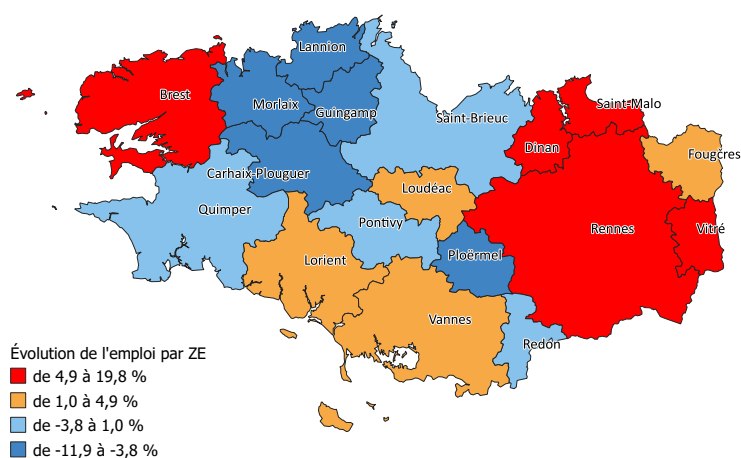 Lannion
Brest
Morlaix
Guingamp
Saint-Malo
Saint-Brieuc
Dinan
Fougčres
Carhaix-Plouguer
Loudéac
Quimper
Pontivy
Rennes
Vitré
Ploërmel
Lorient
Vannes
Redon
Évolution de l'emploi par ZE
de 4,9 à 19,8 %
de 1,0 à 4,9 %
de -3,8 à 1,0 %
de -11,9 à -3,8 %